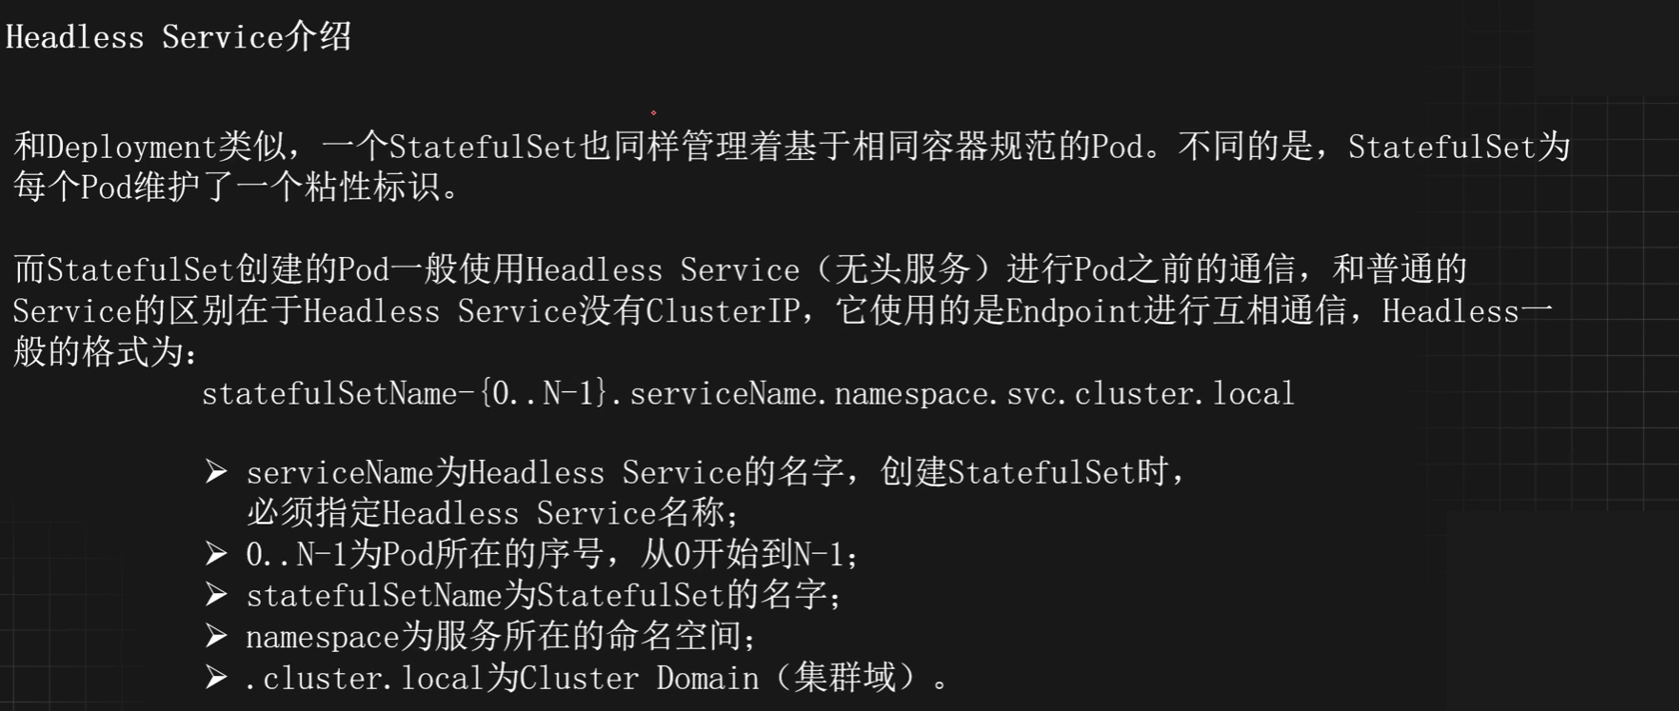 Headless Service介绍
和Deployment类似，一个StatefulSet也同样管理着基于相同容器规范的Pod。不同的是，StatefulSet为
每个Pod维护了一个粘性标识。
而StatefulSet创建的Pod一般使用Headless Service（无头服务）进行Pod之前的通信，和普通的
Service的区别在于Headless Service没有ClusterIP，它使用的是Endpoint进行互相通信，Headless一
般的格式为：
statefulSetName-{0..N-1}.serviceName.namespace.svc.cluster.local
➢ serviceName为Headless Service的名字，创建StatefulSet时，
必须指定Headless Service名称；
➢ 0..N-1为Pod所在的序号，从0开始到N-1；
➢ statefulSetName为StatefulSet的名字；
➢ namespace为服务所在的命名空间；
➢ .cluster.local为Cluster Domain（集群域）。